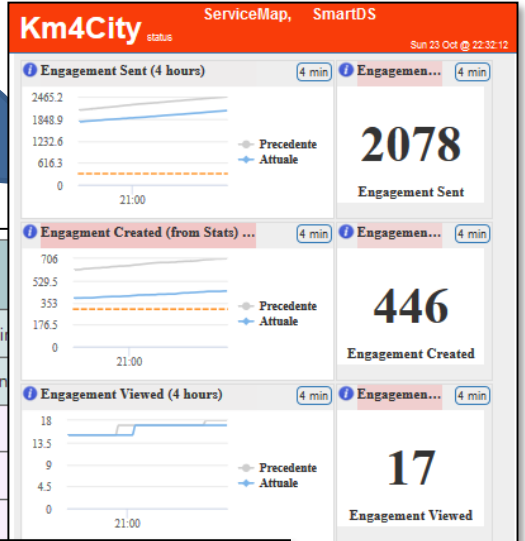 ServiceMap, SmartDS
Km4City status
Sun 23 Oct @ 22:32:12
Engagement Sent (4 hours) 4 min
2465.2
1848.9
1232.6
616.3
0
21:00
Precedente
Attuale
Engagemen... 4 min
2078
Engagement Sent
Engagment Created (from Stats) ... 4 min
706
529.5
353
176.5
0
21:00
Precedente
Attuale
Engagemen... 4 min
446
Engagement Created
Engagement Viewed (4 hours) 4 min
18
13.5
9
4.5
0
21:00
Precedente
Attuale
Engagemen... 4 min
17
Engagement Viewed